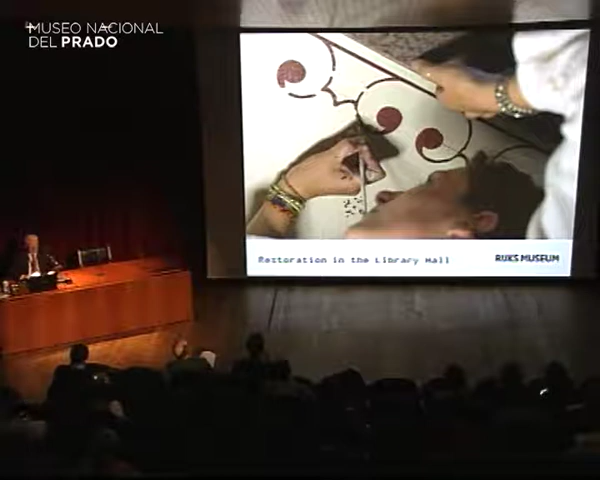 MUSEO NACIONAL
DEL PRADO
Restoration in the Library Hall
RIJKS MUSEUM